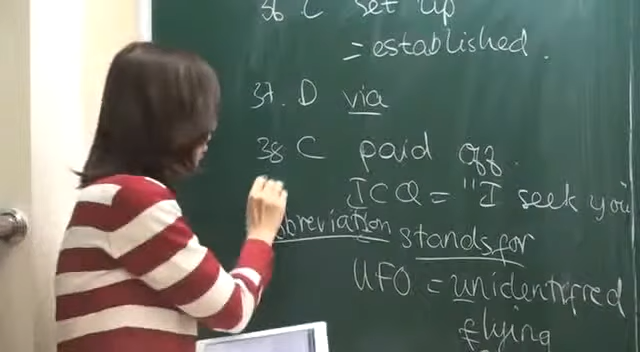 36 C set up
= established.
37. D via
38. C paid off.
ICQ = "I seek you
abbreviation stands for
UFO = unidentified
flying